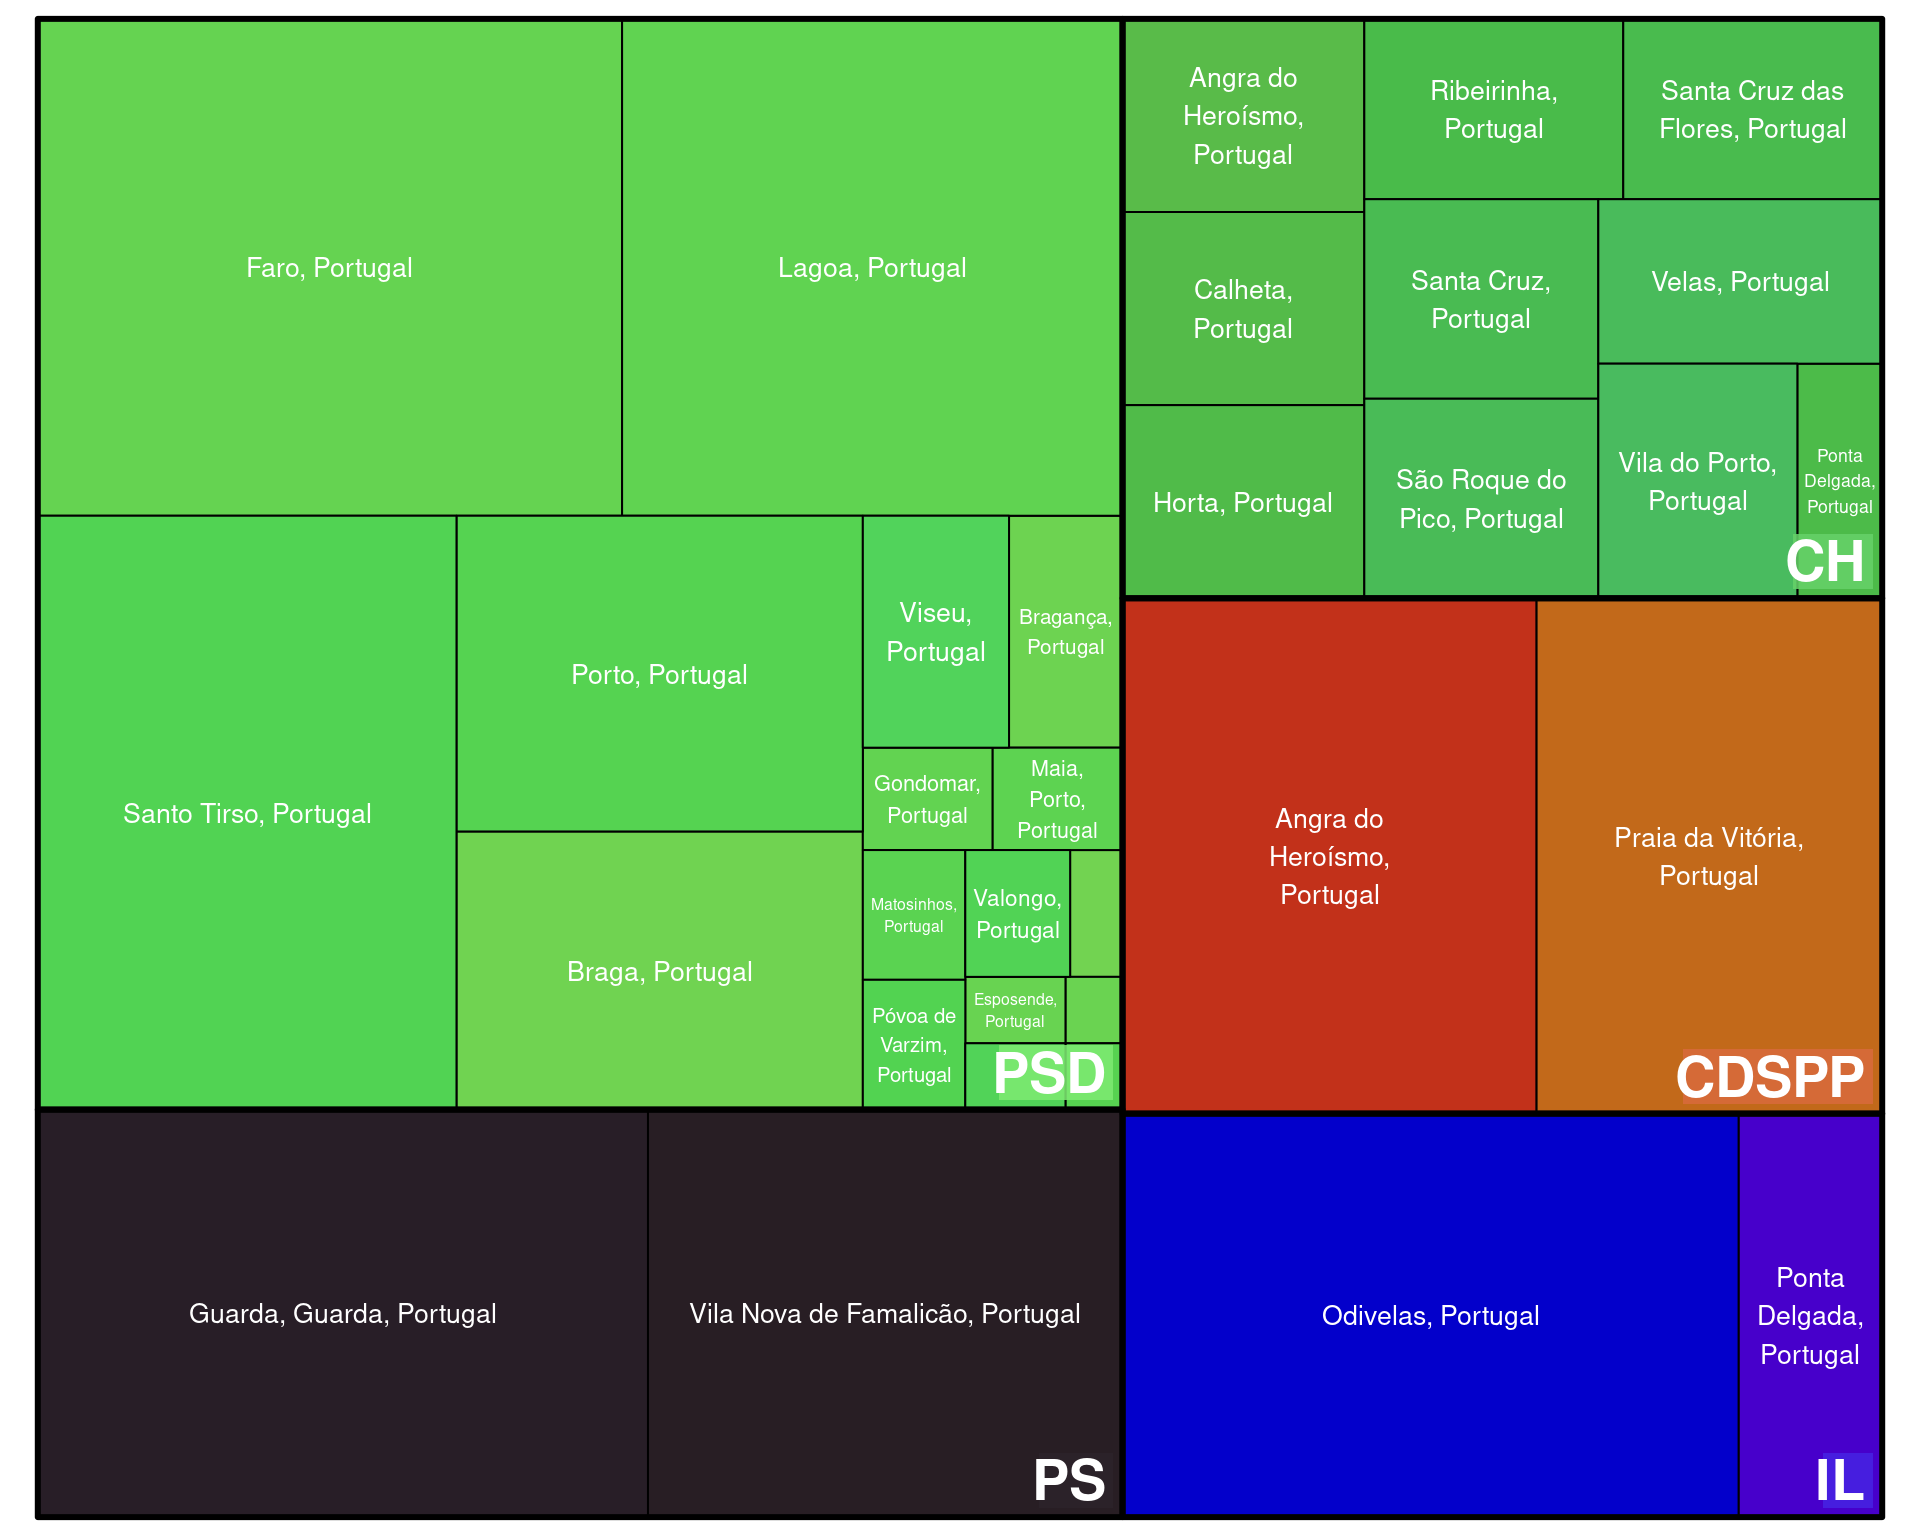 Faro, Portugal
Lagoa, Portugal
Santo Tirso, Portugal
Porto, Portugal
Braga, Portugal
Viseu,
Portugal
Bragança,
Portugal
Gondomar,
Portugal
Maia,
Porto,
Portugal
Matosinhos,
Portugal
Valongo,
Portugal
Póvoa de
Varzim,
Portugal
Esposende,
Portugal
PSD
Guarda, Guarda, Portugal
Vila Nova de Famalicão, Portugal
PS
Angra do
Heroísmo,
Portugal
Calheta,
Portugal
Horta, Portugal
Ribeirinha,
Portugal
Santa Cruz das
Flores, Portugal
Santa Cruz,
Portugal
São Roque do
Pico, Portugal
Velas, Portugal
Vila do Porto,
Portugal
Ponta
Delgada,
Portugal
CH
Angra do
Heroísmo,
Portugal
Praia da Vitória,
Portugal
CDSPP
Odivelas, Portugal
Ponta
Delgada,
Portugal
IL